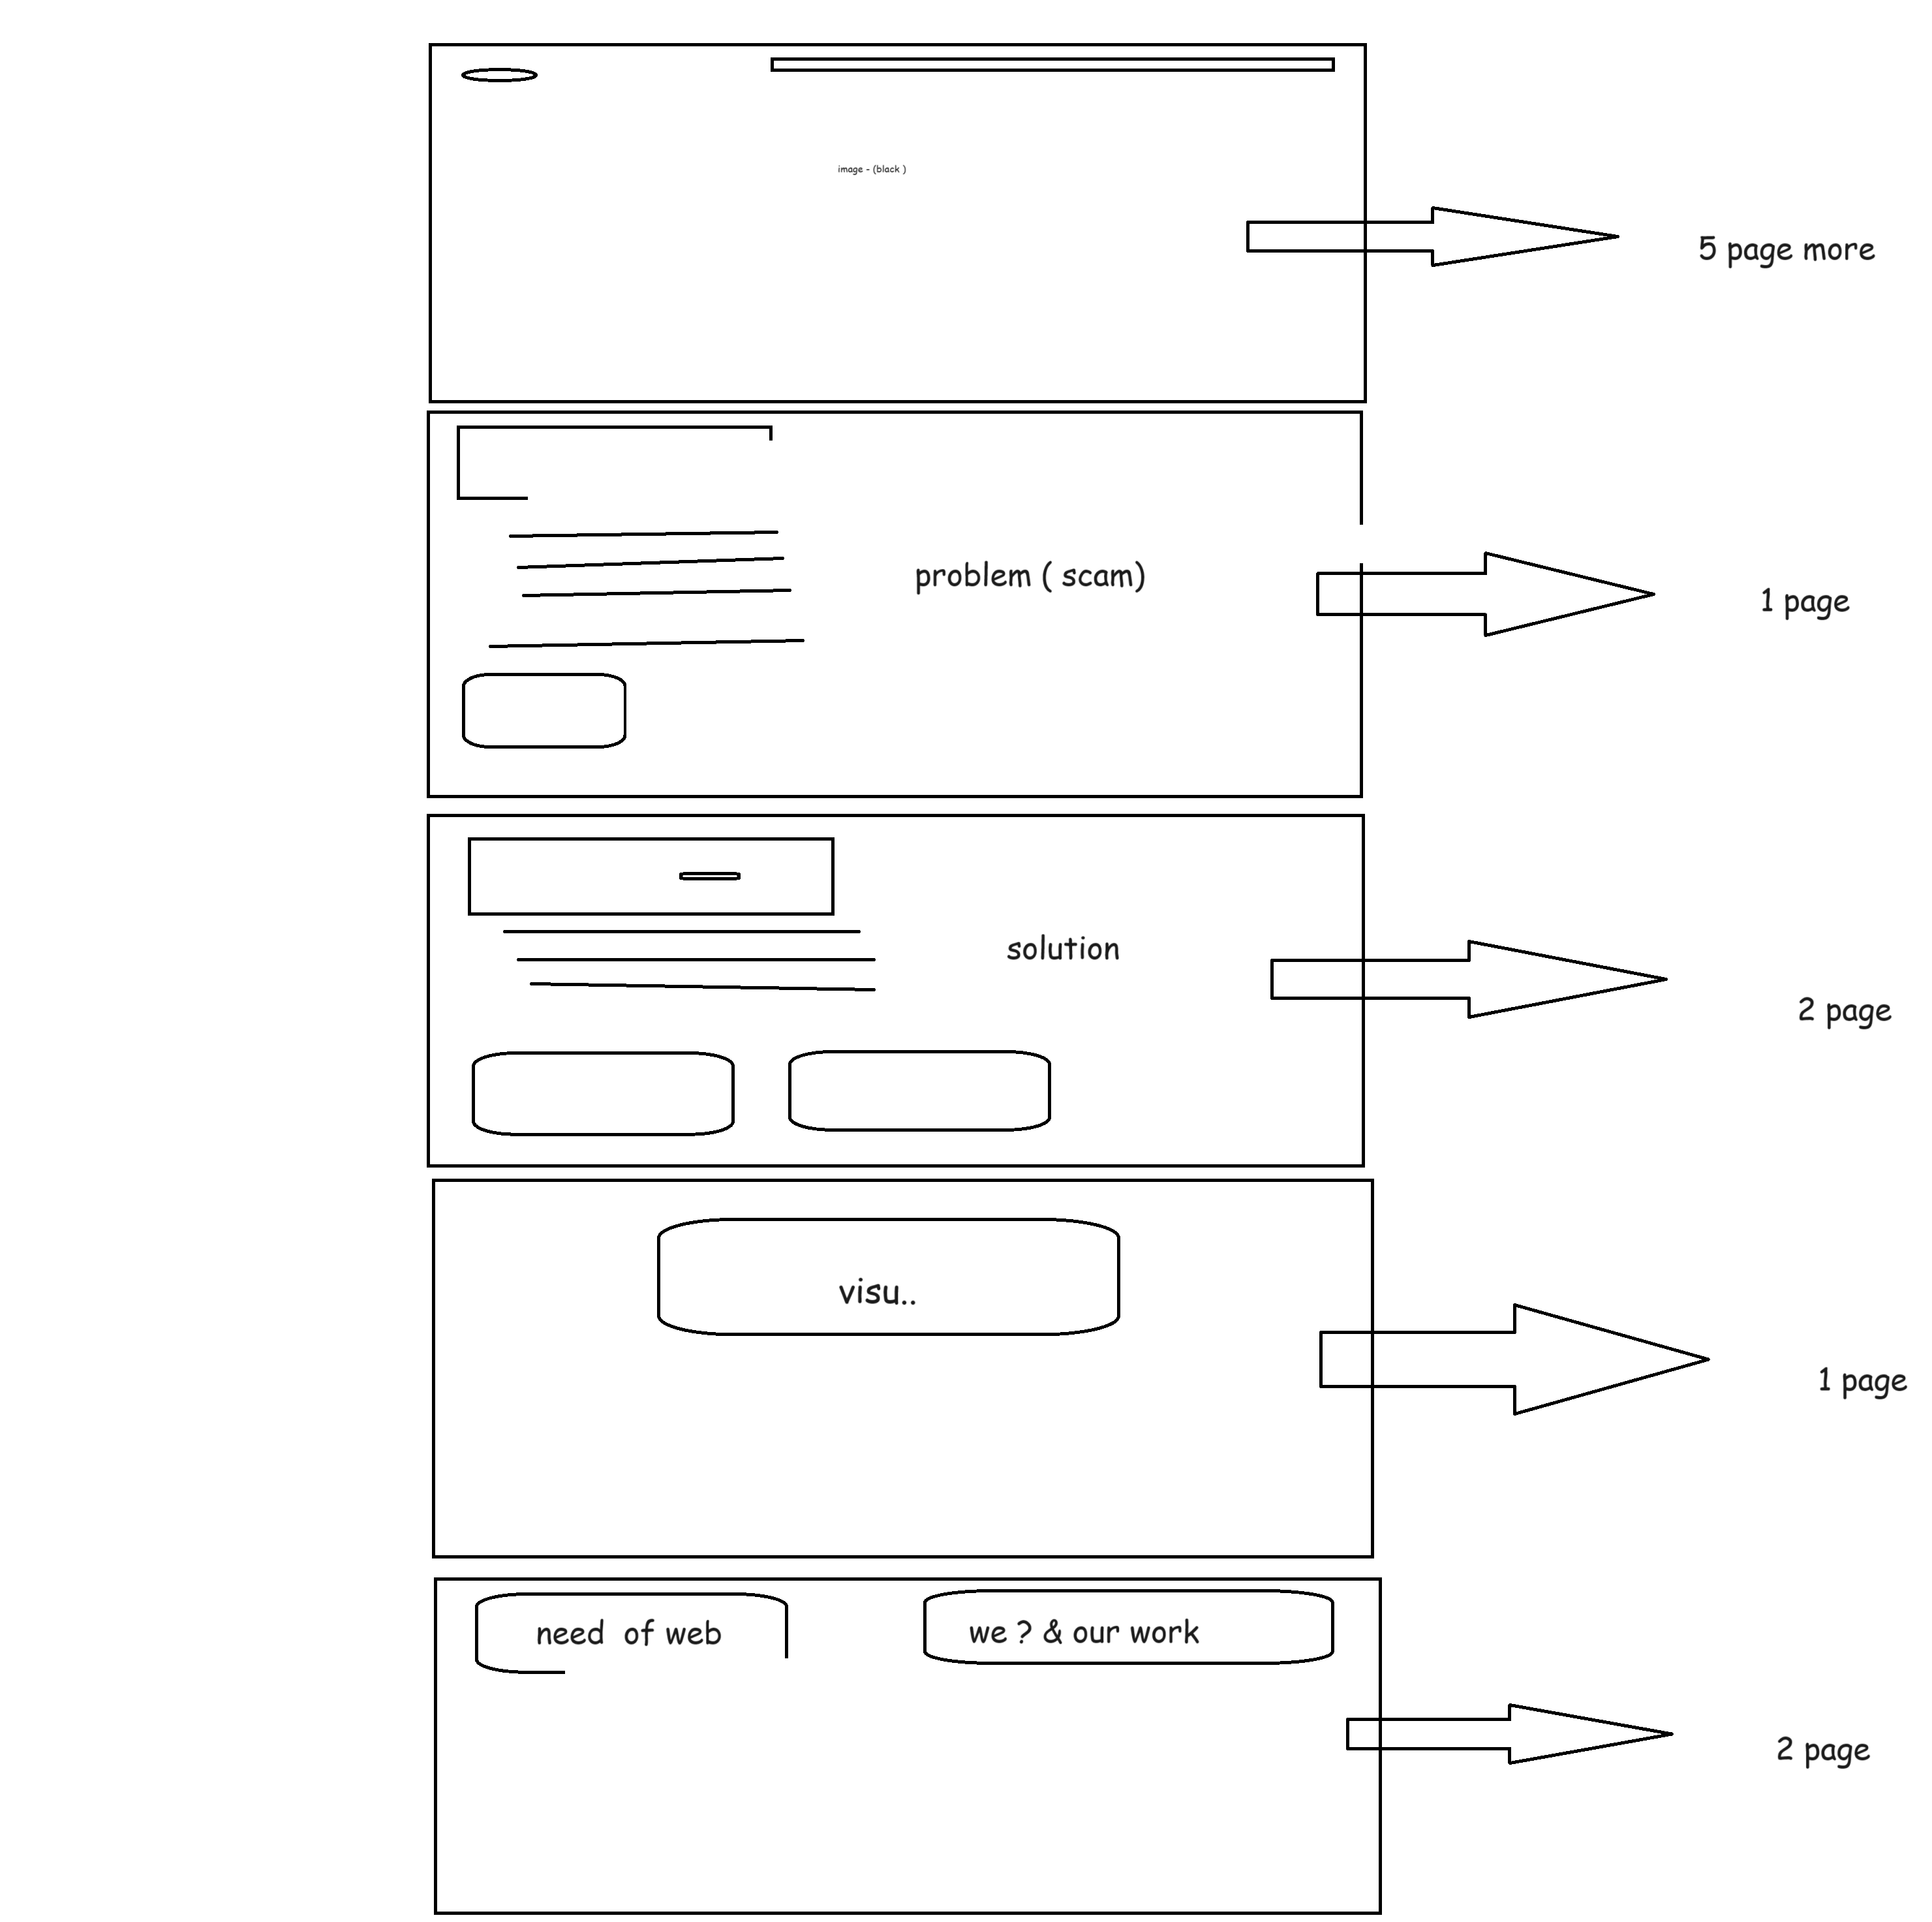 image - (black )
5 page more
problem ( scam)
1 page
solution
2 page
visu..
1 page
need  of web
we ? & our work
2 page